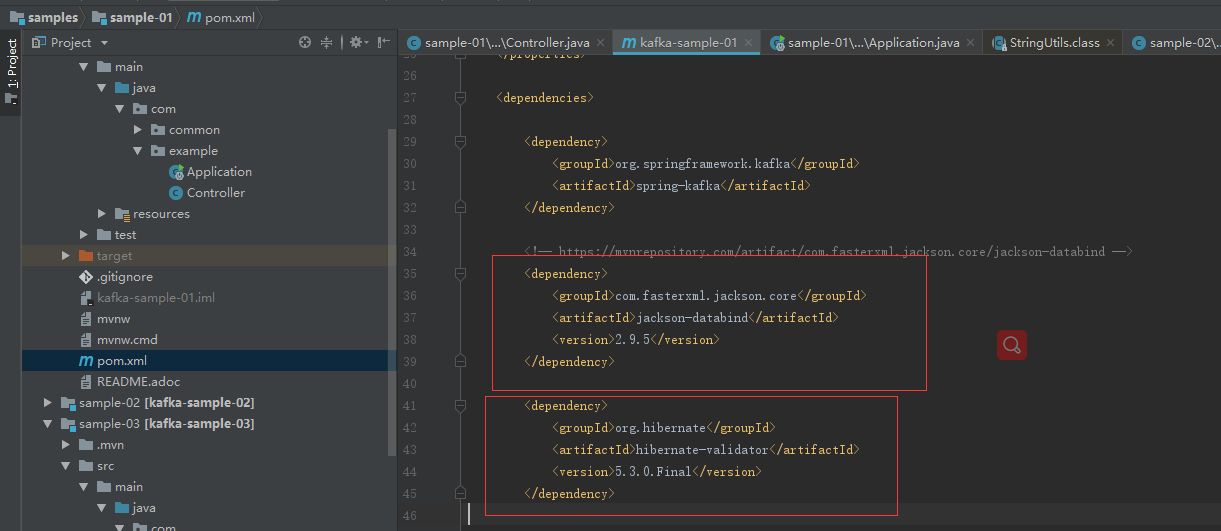 samples sample-01 pom.xml
1: Project
Project
main
java
com
common
example
Application
Controller
resources
test
target
.gitignore
kafka-sample-01.iml
mvnw
mvnw.cmd
pom.xml
README.adoc
sample-02 [kafka-sample-02]
sample-03 [kafka-sample-03]
.mvn
src
main
java
com
sample-01\...\Controller.java kafka-sample-01 sample-01\...\Application.java StringUtils.class sample-02\...
25 </properties>
26
27 <dependencies>
28
29 <dependency>
30 <groupId>org.springframework.kafka</groupId>
31 <artifactId>spring-kafka</artifactId>
32 </dependency>
33
34 <!-- https://mvnrepository.com/artifact/com.fasterxml.jackson.core/jackson-databind -->
35 <dependency>
36 <groupId>com.fasterxml.jackson.core</groupId>
37 <artifactId>jackson-databind</artifactId>
38 <version>2.9.5</version>
39 </dependency>
40
41 <dependency>
42 <groupId>org.hibernate</groupId>
43 <artifactId>hibernate-validator</artifactId>
44 <version>5.3.0.Final</version>
45 </dependency>
46